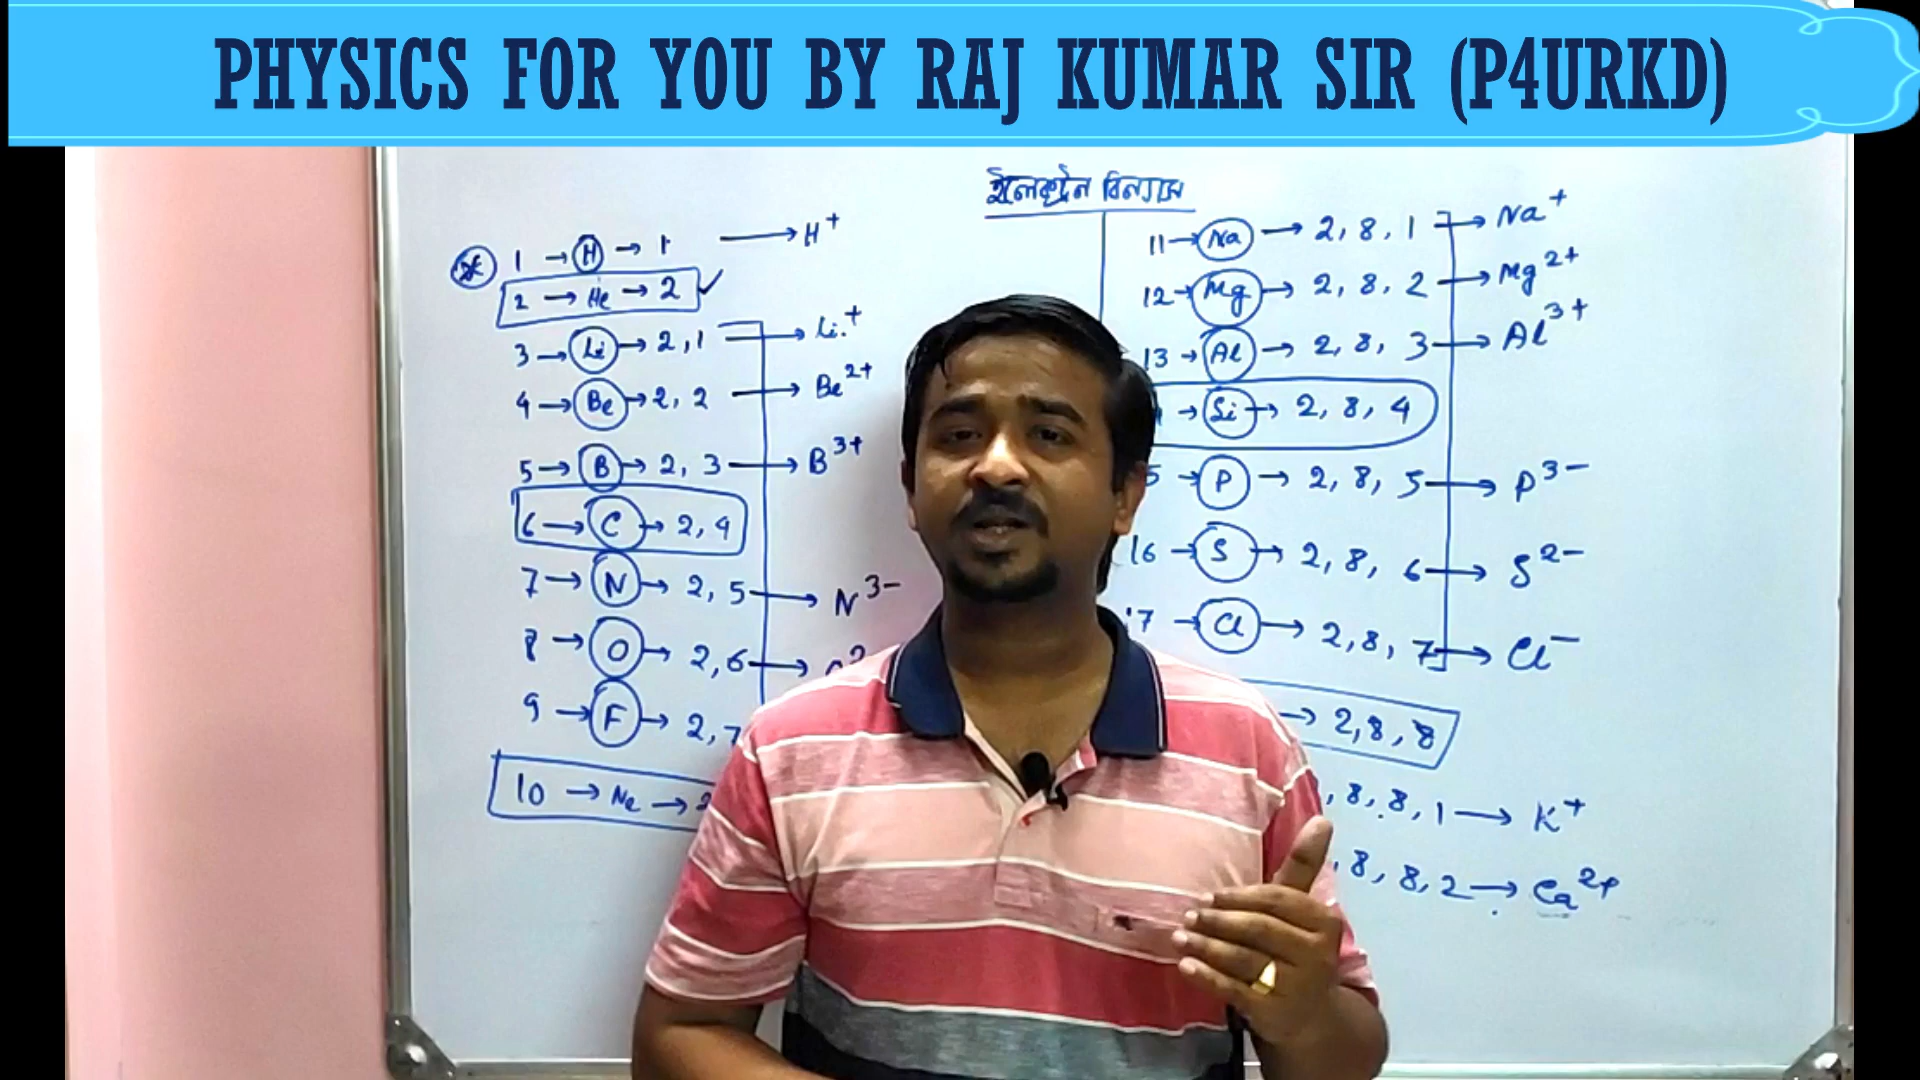 PHYSICS FOR YOU BY RAJ KUMAR SIR (P4URKD)
ইলেকট্রন বিন্যাস
1 → H → 1 → H⁺
2 → He → 2 ✓
3 → Li → 2,1 → Li⁺
4 → Be → 2, 2 → Be²⁺
5 → B → 2, 3 → B³⁺
6 → C → 2, 4
7 → N → 2, 5 → N³⁻
8 → O → 2,6 →
9 → F → 2,7
10 → Ne →
11 → Na → 2, 8, 1 → Na⁺
12 → Mg → 2, 8, 2 → Mg²⁺
13 → Al → 2, 8, 3 → Al³⁺
→ Si → 2, 8, 4
5 → P → 2, 8, 5 → P³⁻
16 → S → 2, 8, 6 → S²⁻
17 → Cl → 2,8, 7 → Cl⁻
→ 2,8,8
, 8, 8, 1 → K⁺
, 8, 8, 2 → Ca²⁺